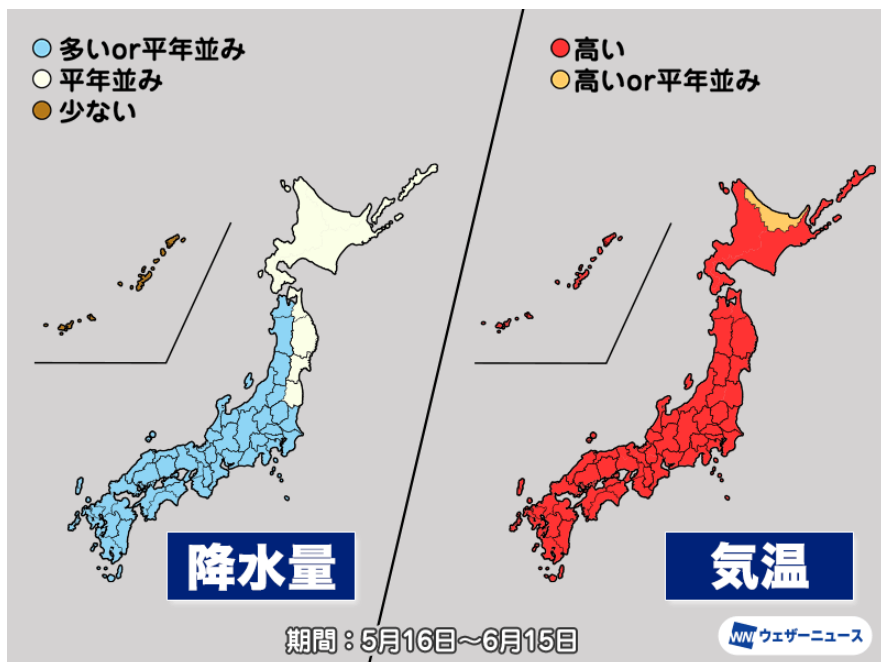 多いor平年並み
平年並み
少ない
高い
高いor平年並み
降水量
気温
期間：5月16日～6月15日
WN ウェザーニュース